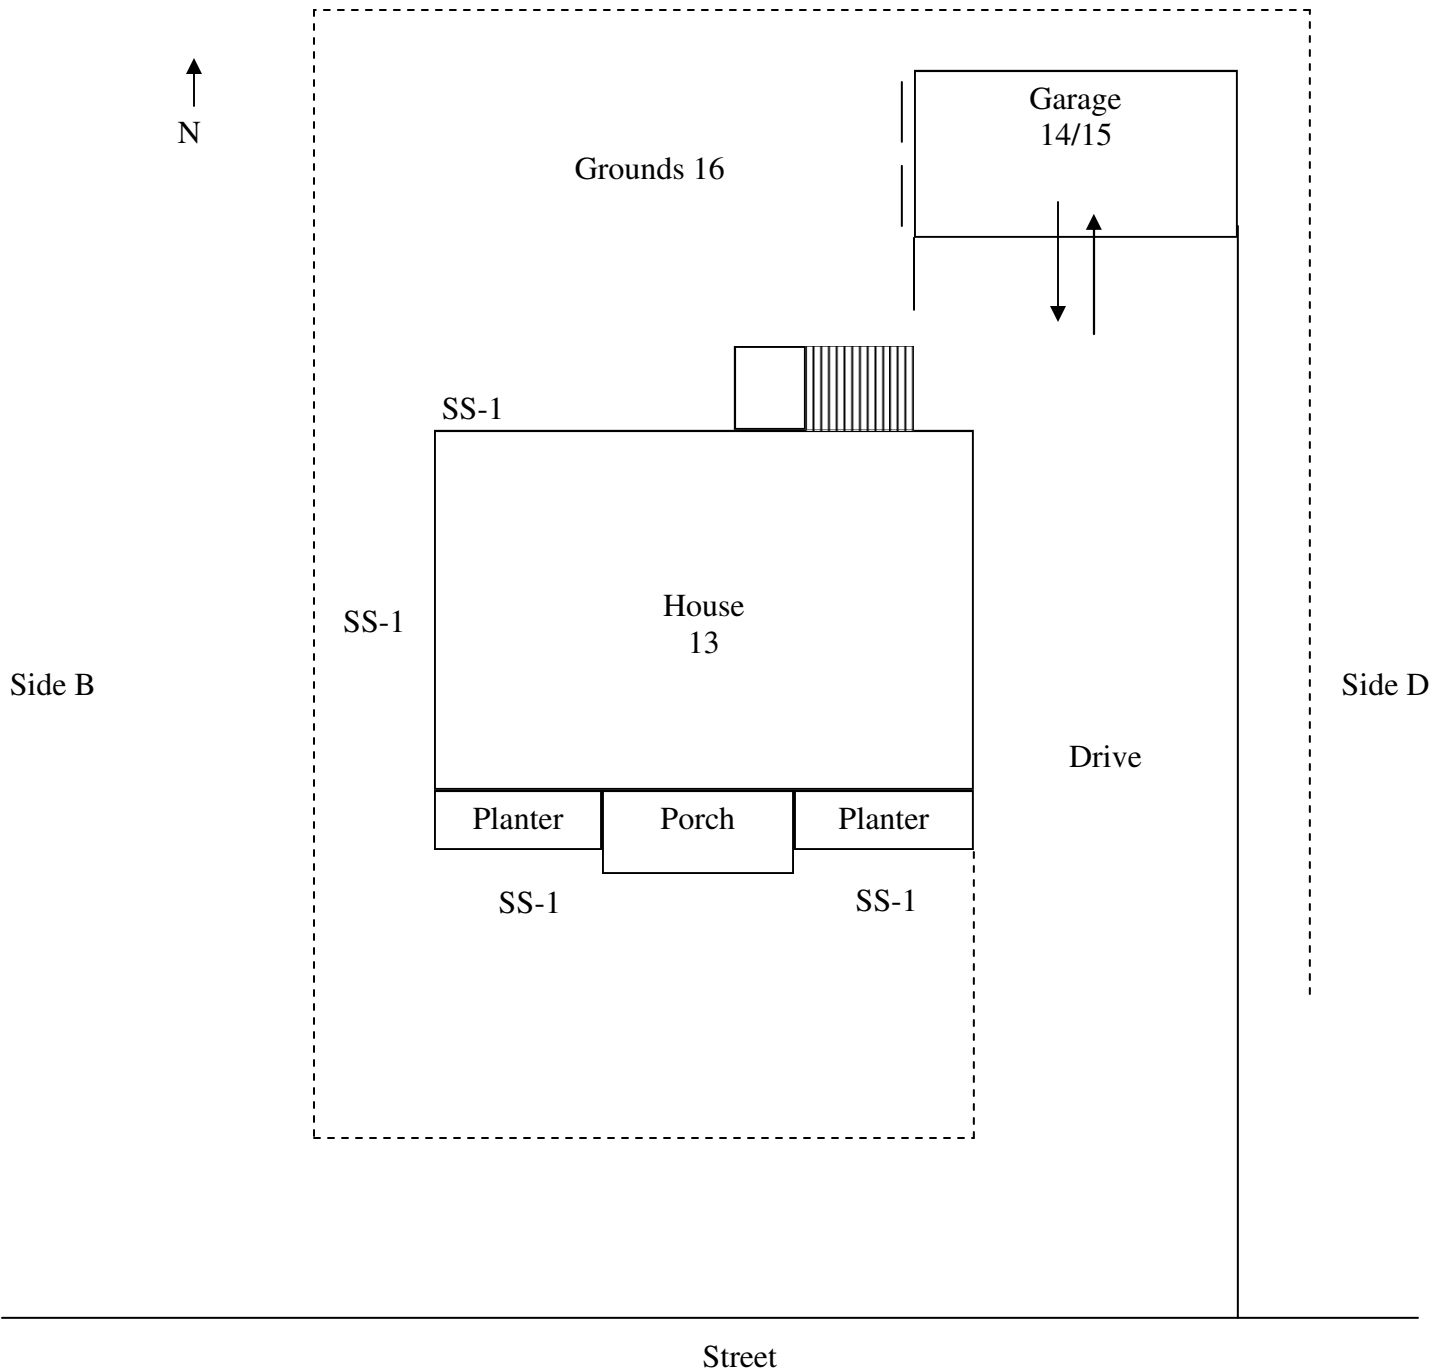 Garage
14/15
N
Grounds 16
SS-1
House
13
SS-1
Side B
Side D
Drive
Planter
Porch
Planter
SS-1
SS-1
Street